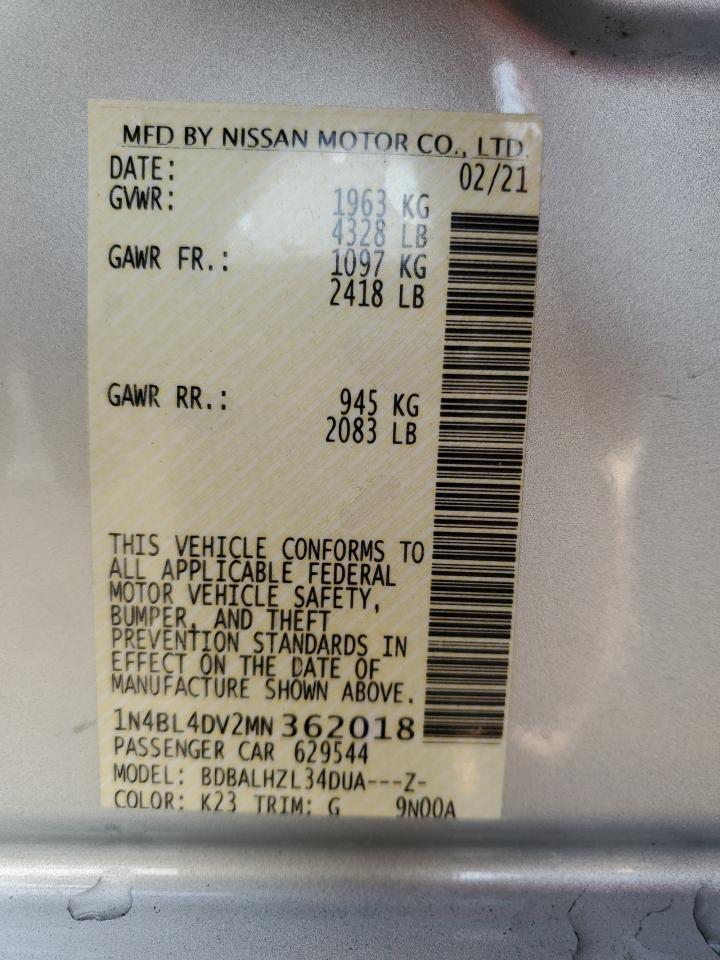 MFD BY NISSAN MOTOR CO., LTD.
DATE: 02/21
GVWR: 1963 KG
4328 LB
GAWR FR.: 1097 KG
2418 LB
GAWR RR.: 945 KG
2083 LB
THIS VEHICLE CONFORMS TO
ALL APPLICABLE FEDERAL
MOTOR VEHICLE SAFETY,
BUMPER, AND THEFT
PREVENTION STANDARDS IN
EFFECT ON THE DATE OF
MANUFACTURE SHOWN ABOVE.
1N4BL4DV2MN 362018
PASSENGER CAR 629544
MODEL: BDBALHZL34DUA---Z-
COLOR: K23 TRIM: G 9N00A